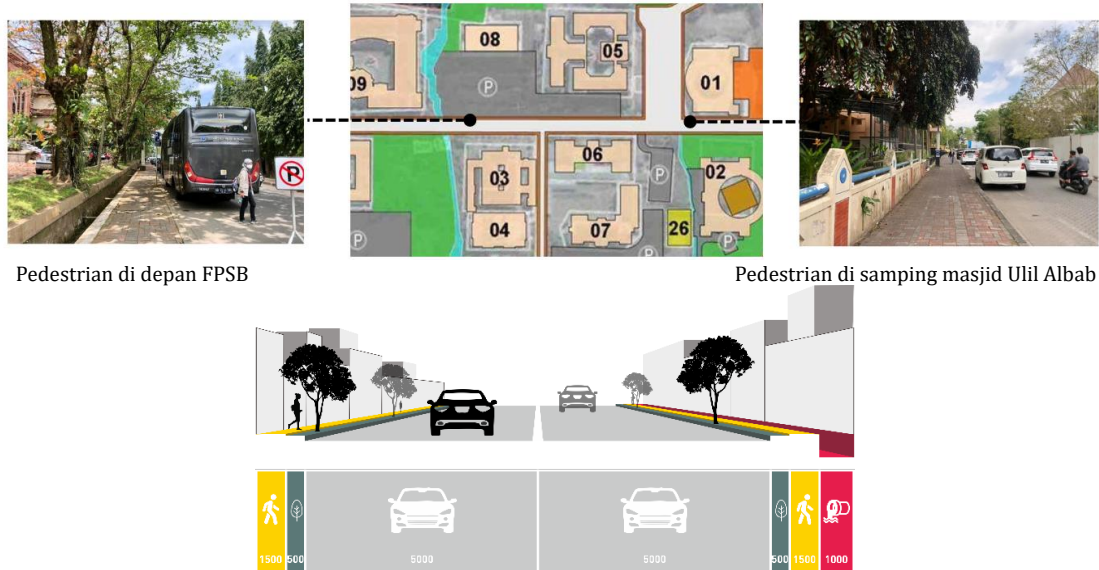 08
05
09
P
01
06
03
P
02
04
07
26
P
P
P
Pedestrian di depan FPSB
Pedestrian di samping masjid Ulil Albab
1500 500 5000 5000 500 1500 1000